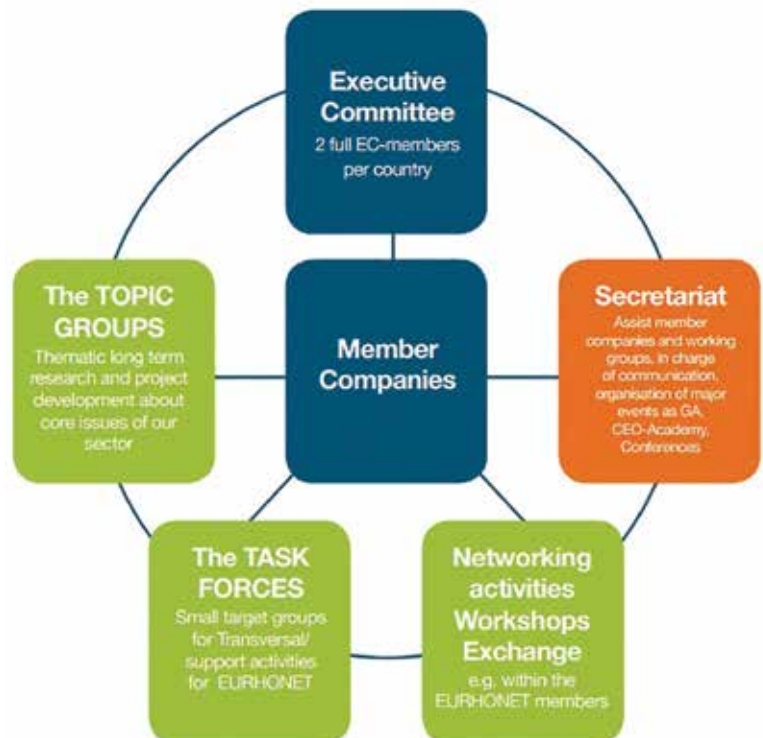 Executive
Committee
2 full EC-members
per country
The TOPIC
GROUPS
Thematic long term
research and project
development about
core issues of our
sector
Member
Companies
Secretariat
Assist member
companies and working
groups, in charge
of communication,
organisation of major
events as GA,
CEO-Academy,
Conferences
The TASK
FORCES
Small target groups
for Transversal/
support activities
for EURHONET
Networking
activities
Workshops
Exchange
e.g. within the
EURHONET members